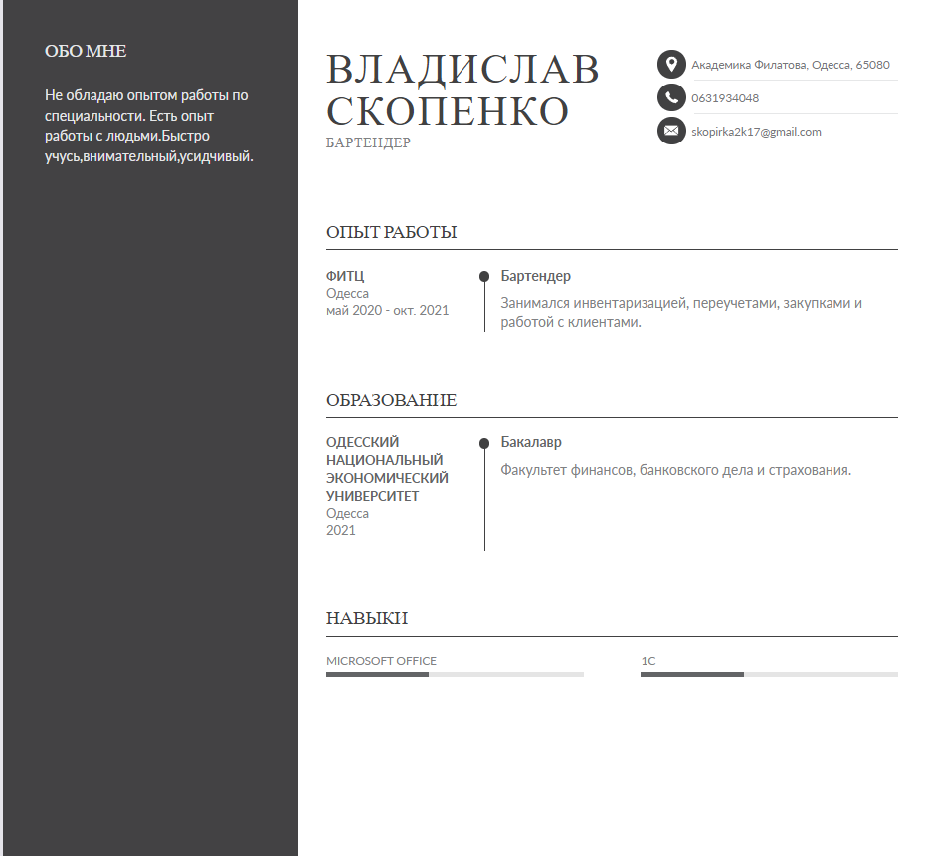 ОБО МНЕ
Не обладаю опытом работы по
специальности. Есть опыт
работы с людьми.Быстро
учусь,внимательный,усидчивый.
ВЛАДИСЛАВ
СКОПЕНКО
БАРТЕНДЕР
Академика Филатова, Одесса, 65080
0631934048
skopirka2k17@gmail.com
ОПЫТ РАБОТЫ
ФИТЦ
Одесса
май 2020 - окт. 2021
Бартендер
Занимался инвентаризацией, переучетами, закупками и
работой с клиентами.
ОБРАЗОВАНИЕ
ОДЕССКИЙ
НАЦИОНАЛЬНЫЙ
ЭКОНОМИЧЕСКИЙ
УНИВЕРСИТЕТ
Одесса
2021
Бакалавр
Факультет финансов, банковского дела и страхования.
НАВЫКИ
MICROSOFT OFFICE
1С